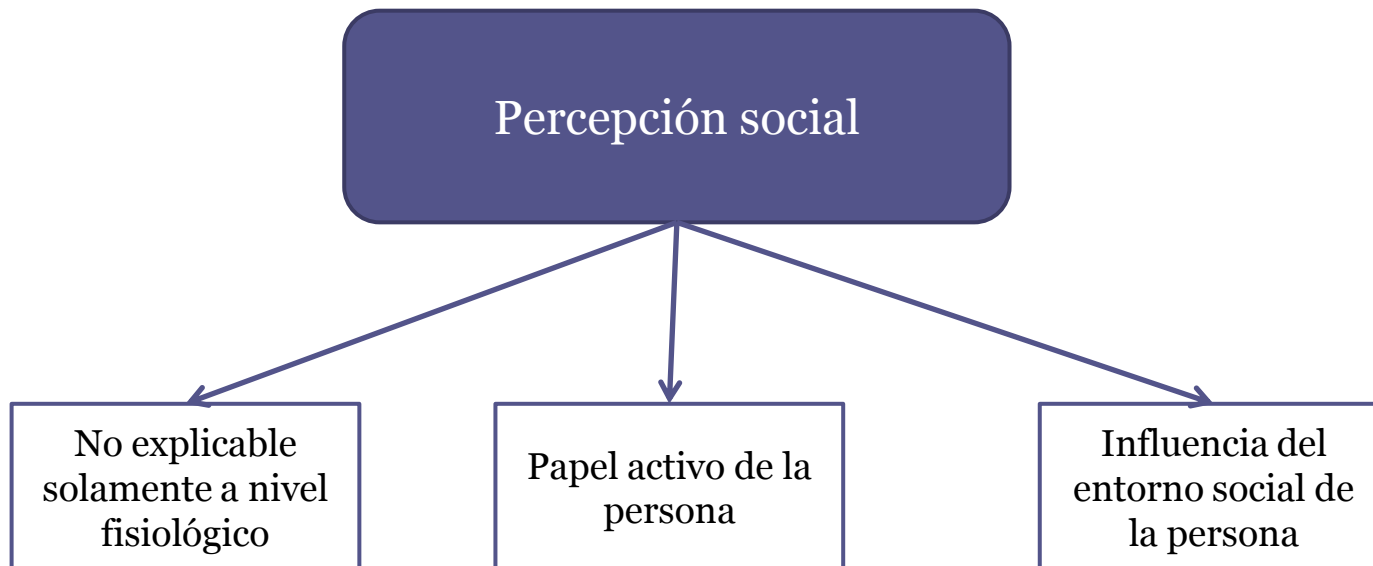 Percepción social
No explicable
solamente a nivel
fisiológico
Papel activo de la
persona
Influencia del
entorno social de
la persona